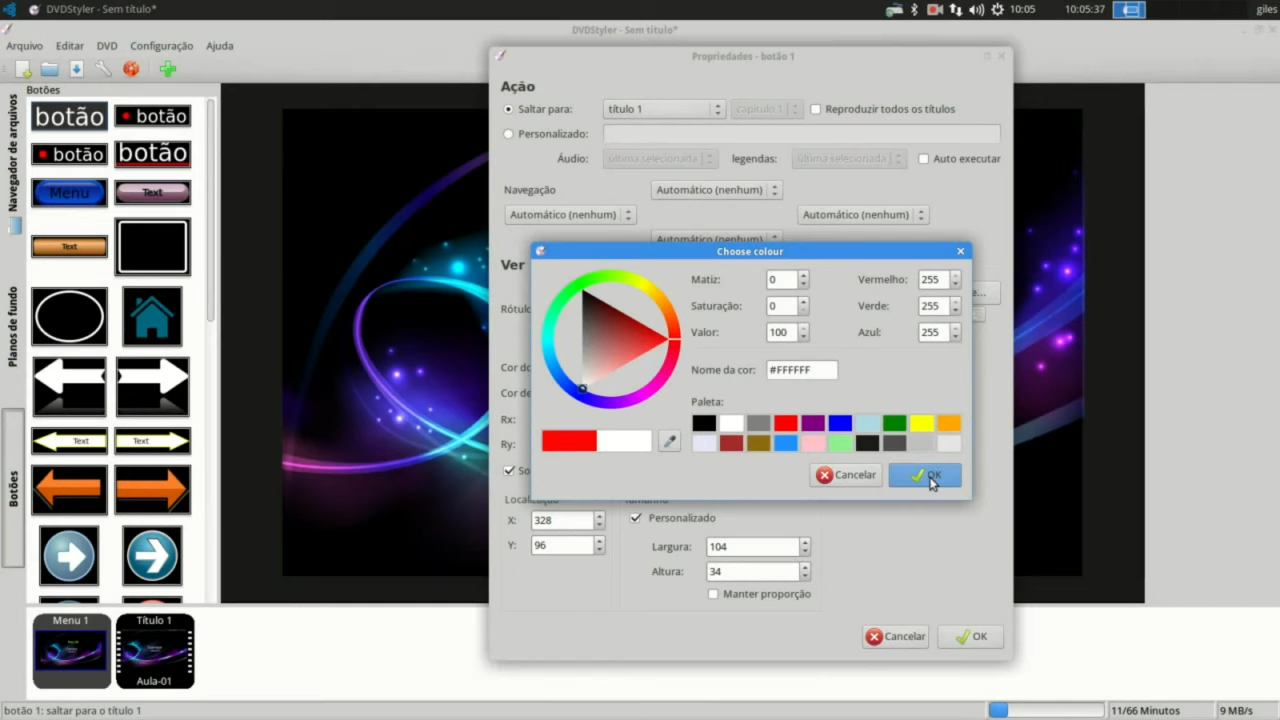 DVDStyler - Sem título*
10:05
10:05:37
giles
DVDStyler - Sem título*
Arquivo
Editar
DVD
Configuração
Ajuda
Navegador de arquivos
Planos de fundo
Botões
Botões
botão
botão
botão
botão
Menu
Text
Text
Text
Text
Propriedades - botão 1
Ação
Saltar para:
título 1
capítulo 1
Reproduzir todos os títulos
Personalizado:
Áudio:
última selecionada
legendas:
última selecionada
Auto executar
Navegação
Automático (nenhum)
Automático (nenhum)
Automático (nenhum)
Automático (nenhum)
Ver
Rótul
e...
Cor do
Cor de
Rx:
Ry:
So
Choose colour
Matiz:
0
Vermelho:
255
Saturação:
0
Verde:
255
Valor:
100
Azul:
255
Nome da cor:
#FFFFFF
Paleta:
Cancelar
OK
X:
328
Y:
96
Personalizado
Largura:
104
Altura:
34
Manter proporção
Cancelar
OK
Menu 1
Título 1
Aula-01
botão 1: saltar para o título 1
11/66 Minutos
9 MB/s